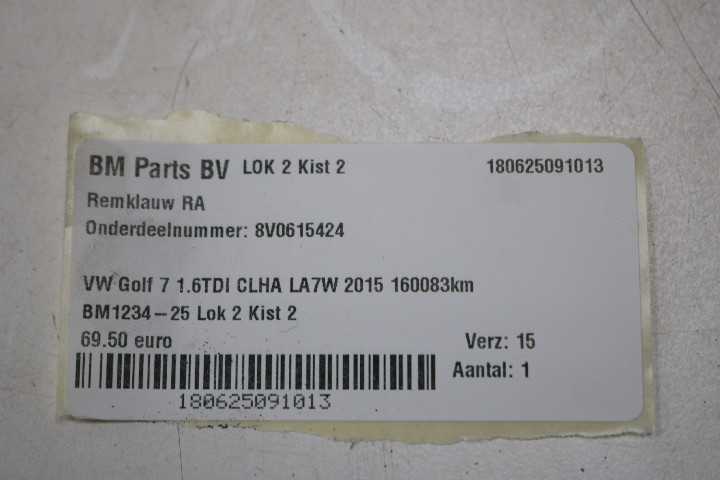 BM Parts BV LOK 2 Kist 2 180625091013
Remklauw RA
Onderdeelnummer: 8V0615424
VW Golf 7 1.6TDI CLHA LA7W 2015 160083km
BM1234-25 Lok 2 Kist 2
69.50 euro Verz: 15
Aantal: 1
180625091013